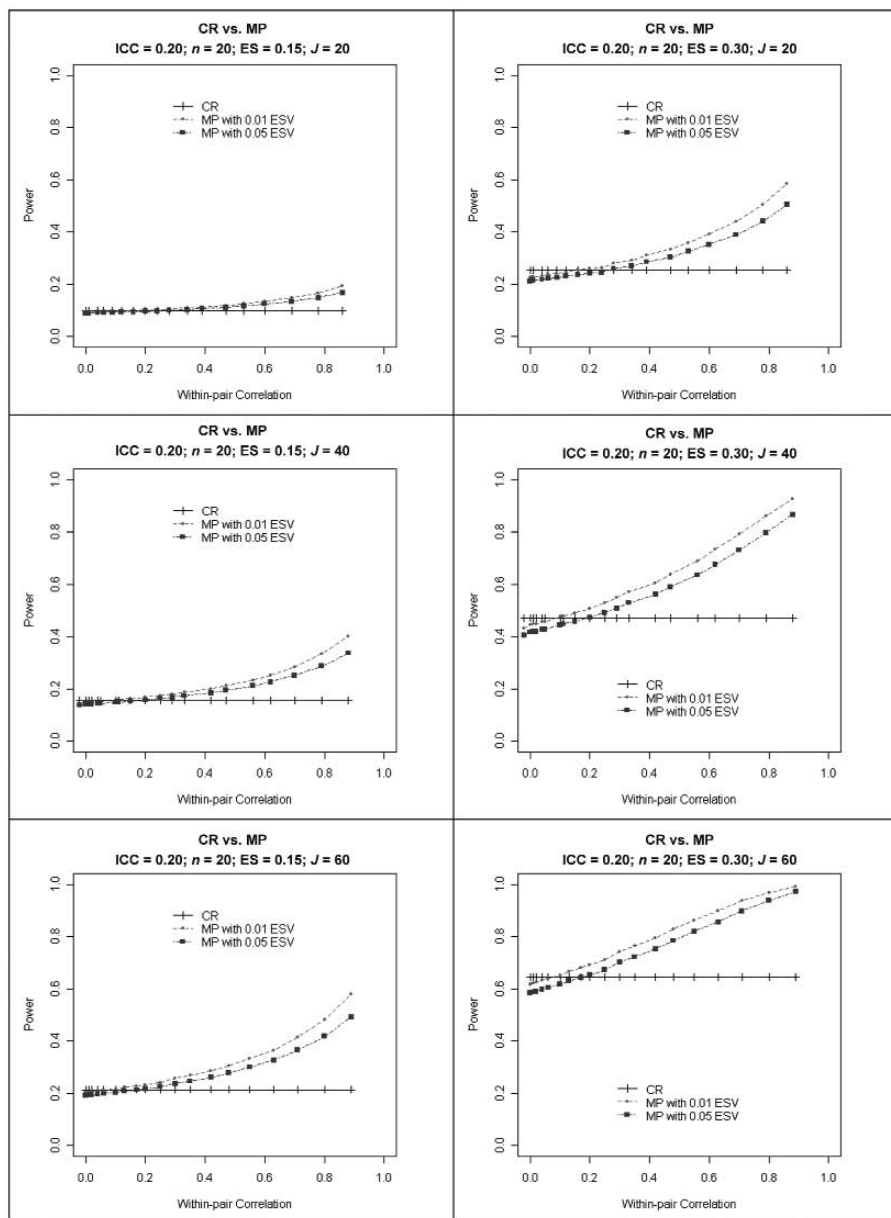 CR vs. MP
ICC = 0.20; n = 20; ES = 0.15; J = 20
CR
MP with 0.01 ESV
MP with 0.05 ESV
Power
0.0 0.2 0.4 0.6 0.8 1.0
0.0 0.2 0.4 0.6 0.8 1.0
Within-pair Correlation
CR vs. MP
ICC = 0.20; n = 20; ES = 0.30; J = 20
CR
MP with 0.01 ESV
MP with 0.05 ESV
Power
0.0 0.2 0.4 0.6 0.8 1.0
0.0 0.2 0.4 0.6 0.8 1.0
Within-pair Correlation
CR vs. MP
ICC = 0.20; n = 20; ES = 0.15; J = 40
CR
MP with 0.01 ESV
MP with 0.05 ESV
Power
0.0 0.2 0.4 0.6 0.8 1.0
0.0 0.2 0.4 0.6 0.8 1.0
Within-pair Correlation
CR vs. MP
ICC = 0.20; n = 20; ES = 0.30; J = 40
CR
MP with 0.01 ESV
MP with 0.05 ESV
Power
0.0 0.2 0.4 0.6 0.8 1.0
0.0 0.2 0.4 0.6 0.8 1.0
Within-pair Correlation
CR vs. MP
ICC = 0.20; n = 20; ES = 0.15; J = 60
CR
MP with 0.01 ESV
MP with 0.05 ESV
Power
0.0 0.2 0.4 0.6 0.8 1.0
0.0 0.2 0.4 0.6 0.8 1.0
Within-pair Correlation
CR vs. MP
ICC = 0.20; n = 20; ES = 0.30; J = 60
CR
MP with 0.01 ESV
MP with 0.05 ESV
Power
0.0 0.2 0.4 0.6 0.8 1.0
0.0 0.2 0.4 0.6 0.8 1.0
Within-pair Correlation